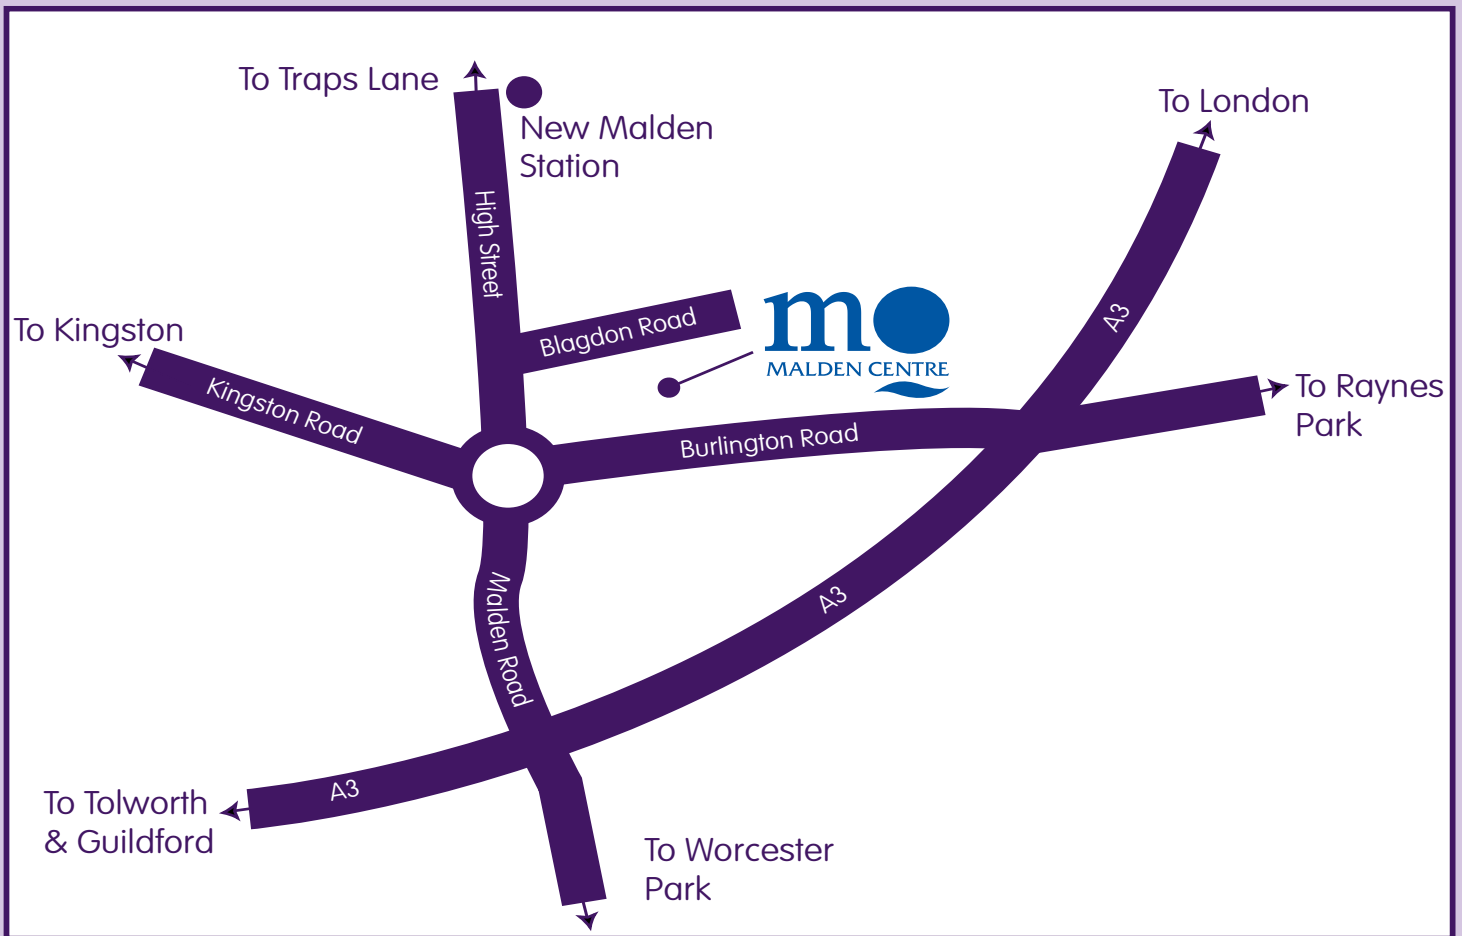 To Traps Lane
New Malden
Station
To London
High Street
To Kingston
Blagdon Road
mo
MALDEN CENTRE
A3
Kingston Road
To Raynes
Park
Burlington Road
Malden Road
A3
A3
To Tolworth
& Guildford
To Worcester
Park